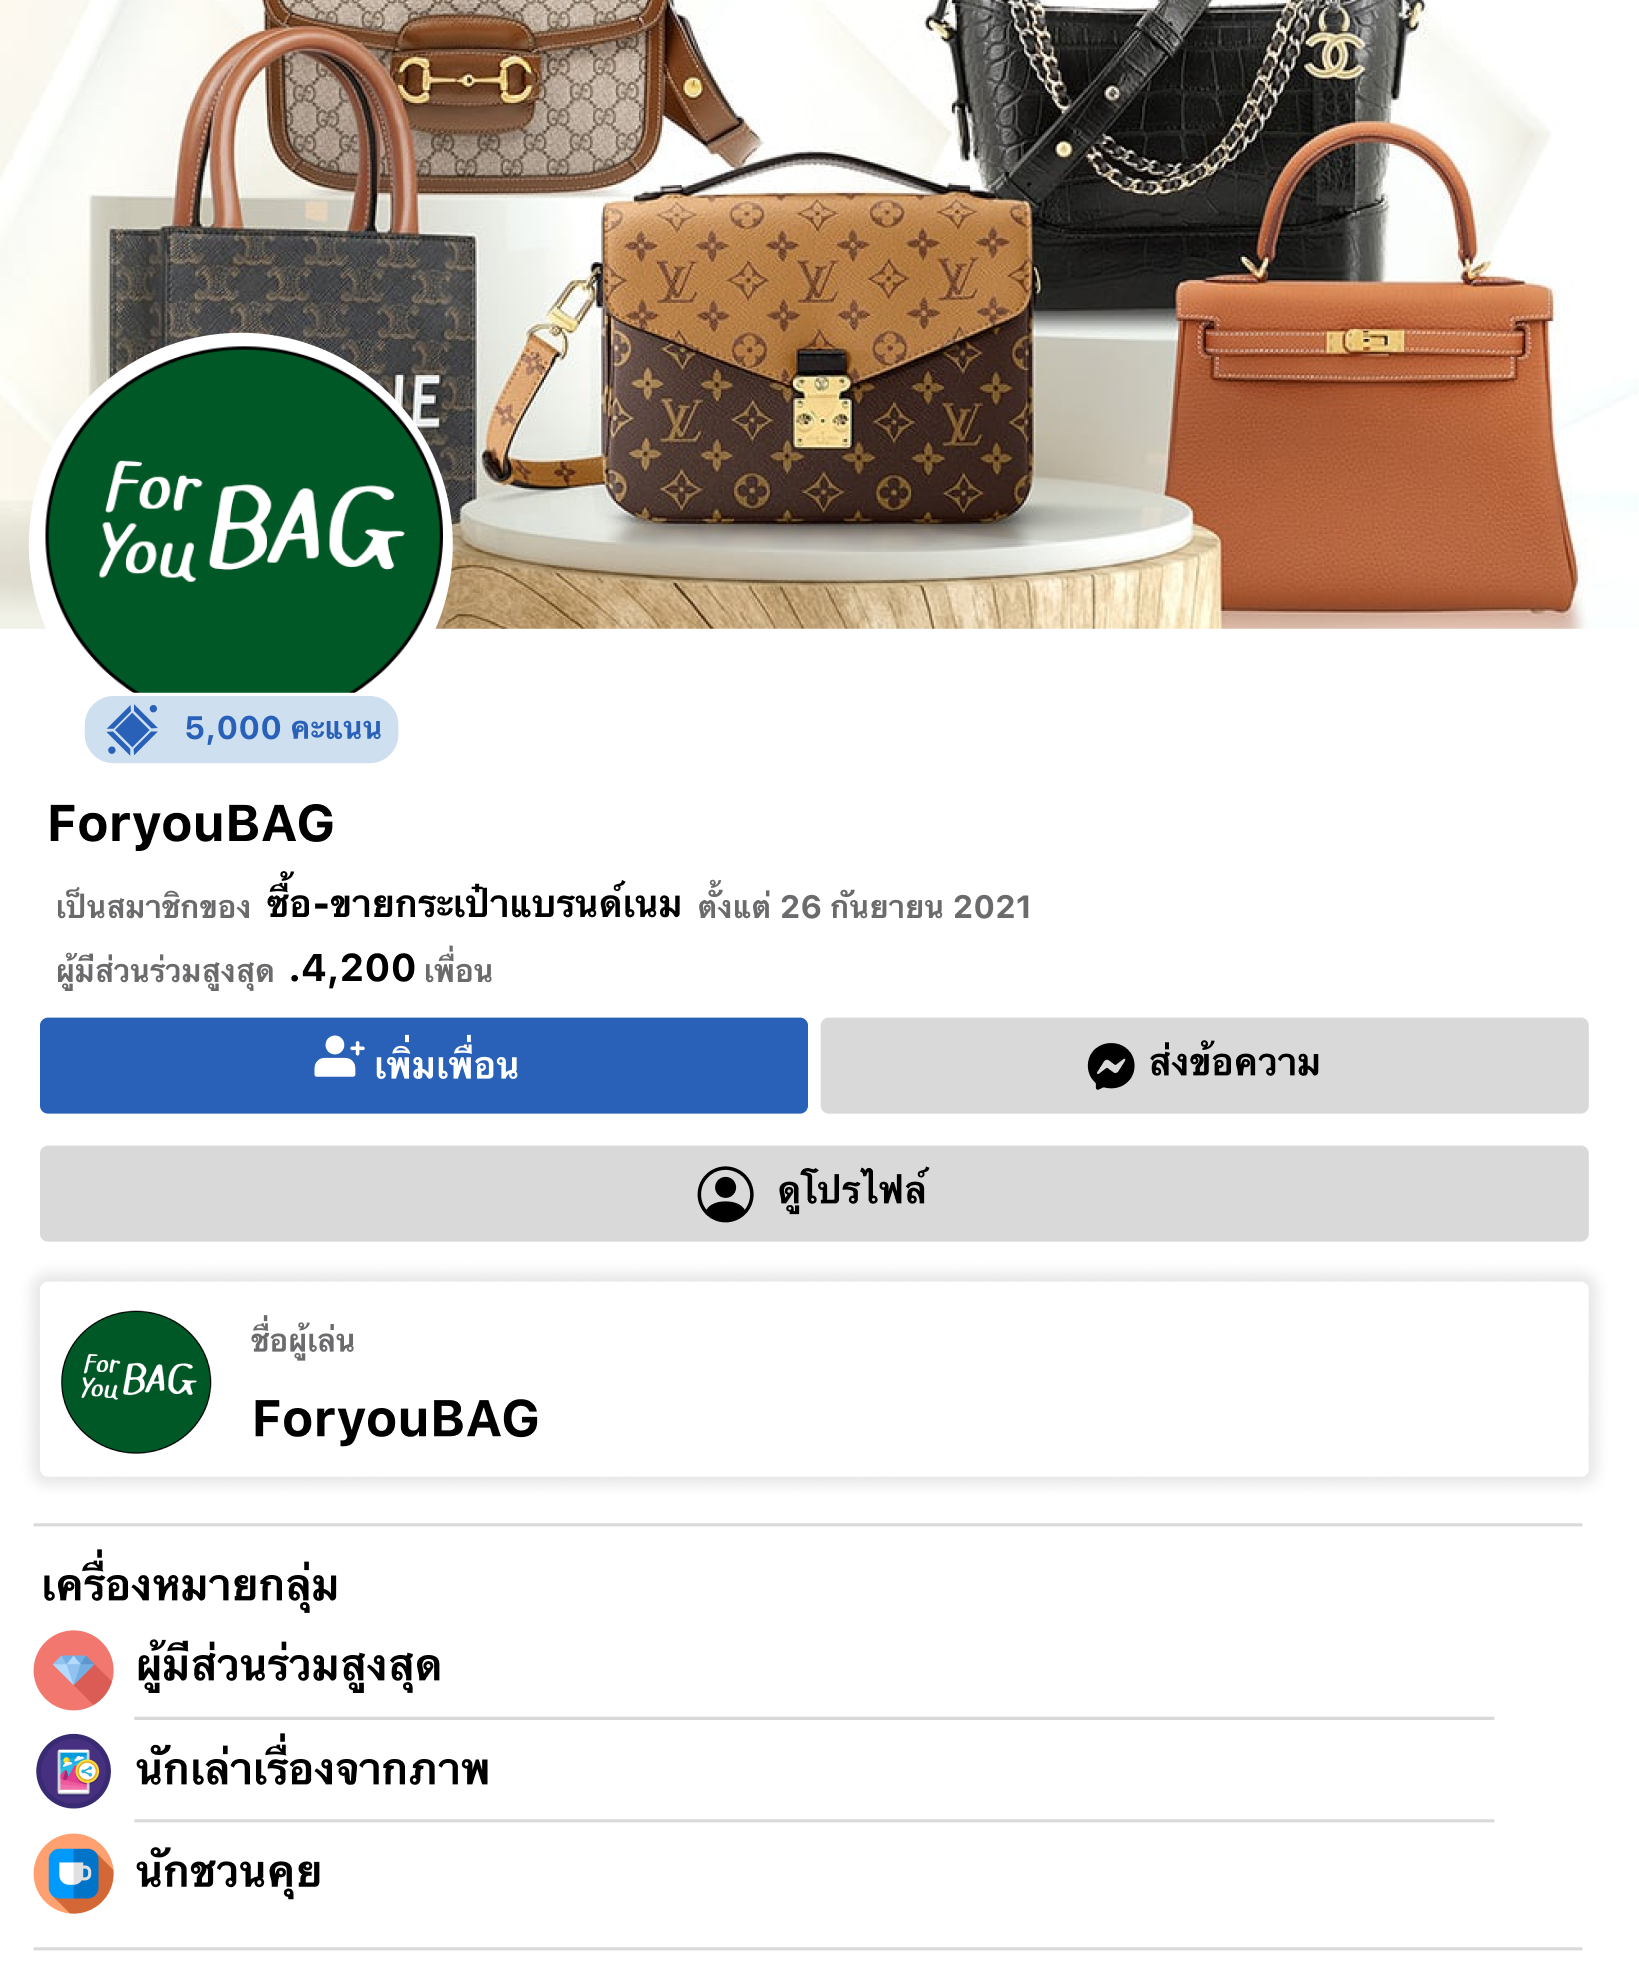 NE
For
You BAG
5,000 คะแนน
ForyouBAG
เป็นสมาชิกของ ซื้อ-ขายกระเป๋าแบรนด์เนม ตั้งแต่ 26 กันยายน 2021
ผู้มีส่วนร่วมสูงสุด .4,200 เพื่อน
เพิ่มเพื่อน
ส่งข้อความ
ดูโปรไฟล์
For
You BAG
ชื่อผู้เล่น
ForyouBAG
เครื่องหมายกลุ่ม
ผู้มีส่วนร่วมสูงสุด
นักเล่าเรื่องจากภาพ
นักชวนคุย